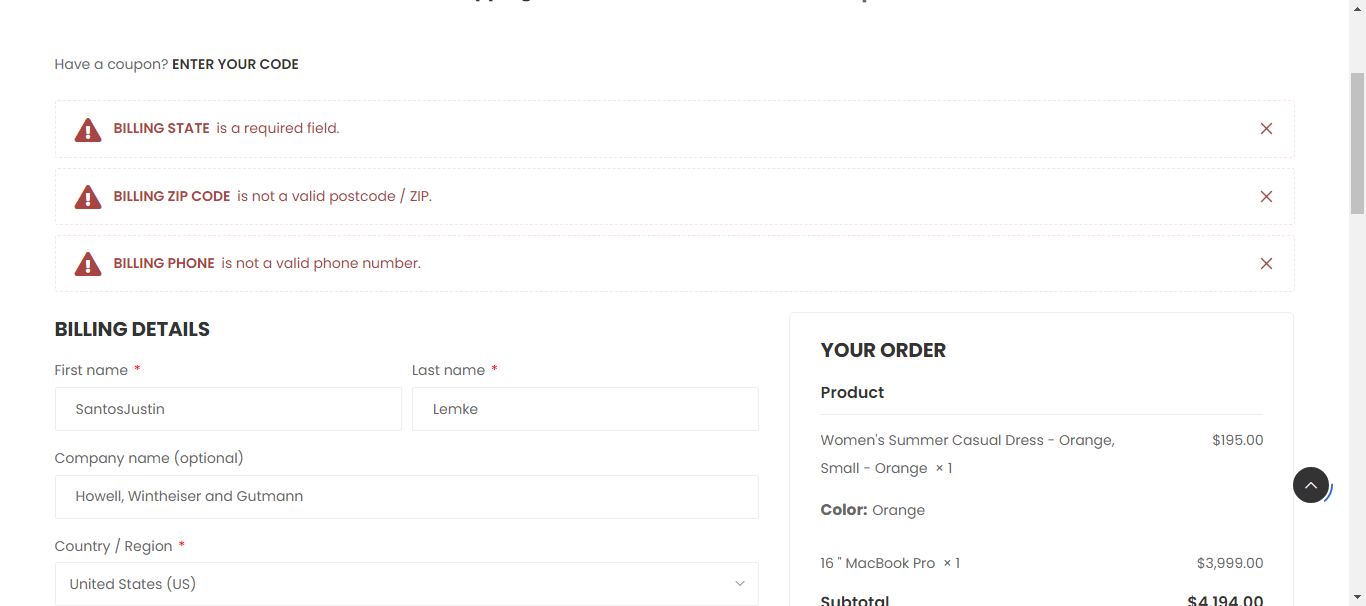 Have a coupon? ENTER YOUR CODE
BILLING STATE is a required field.
BILLING ZIP CODE is not a valid postcode / ZIP.
BILLING PHONE is not a valid phone number.
BILLING DETAILS
First name *
Last name *
SantosJustin
Lemke
Company name (optional)
Howell, Wintheiser and Gutmann
Country / Region *
United States (US)
YOUR ORDER
Product
Women's Summer Casual Dress - Orange, $195.00
Small - Orange × 1
Color: Orange
16 " MacBook Pro × 1 $3,999.00
Subtotal $4,194.00